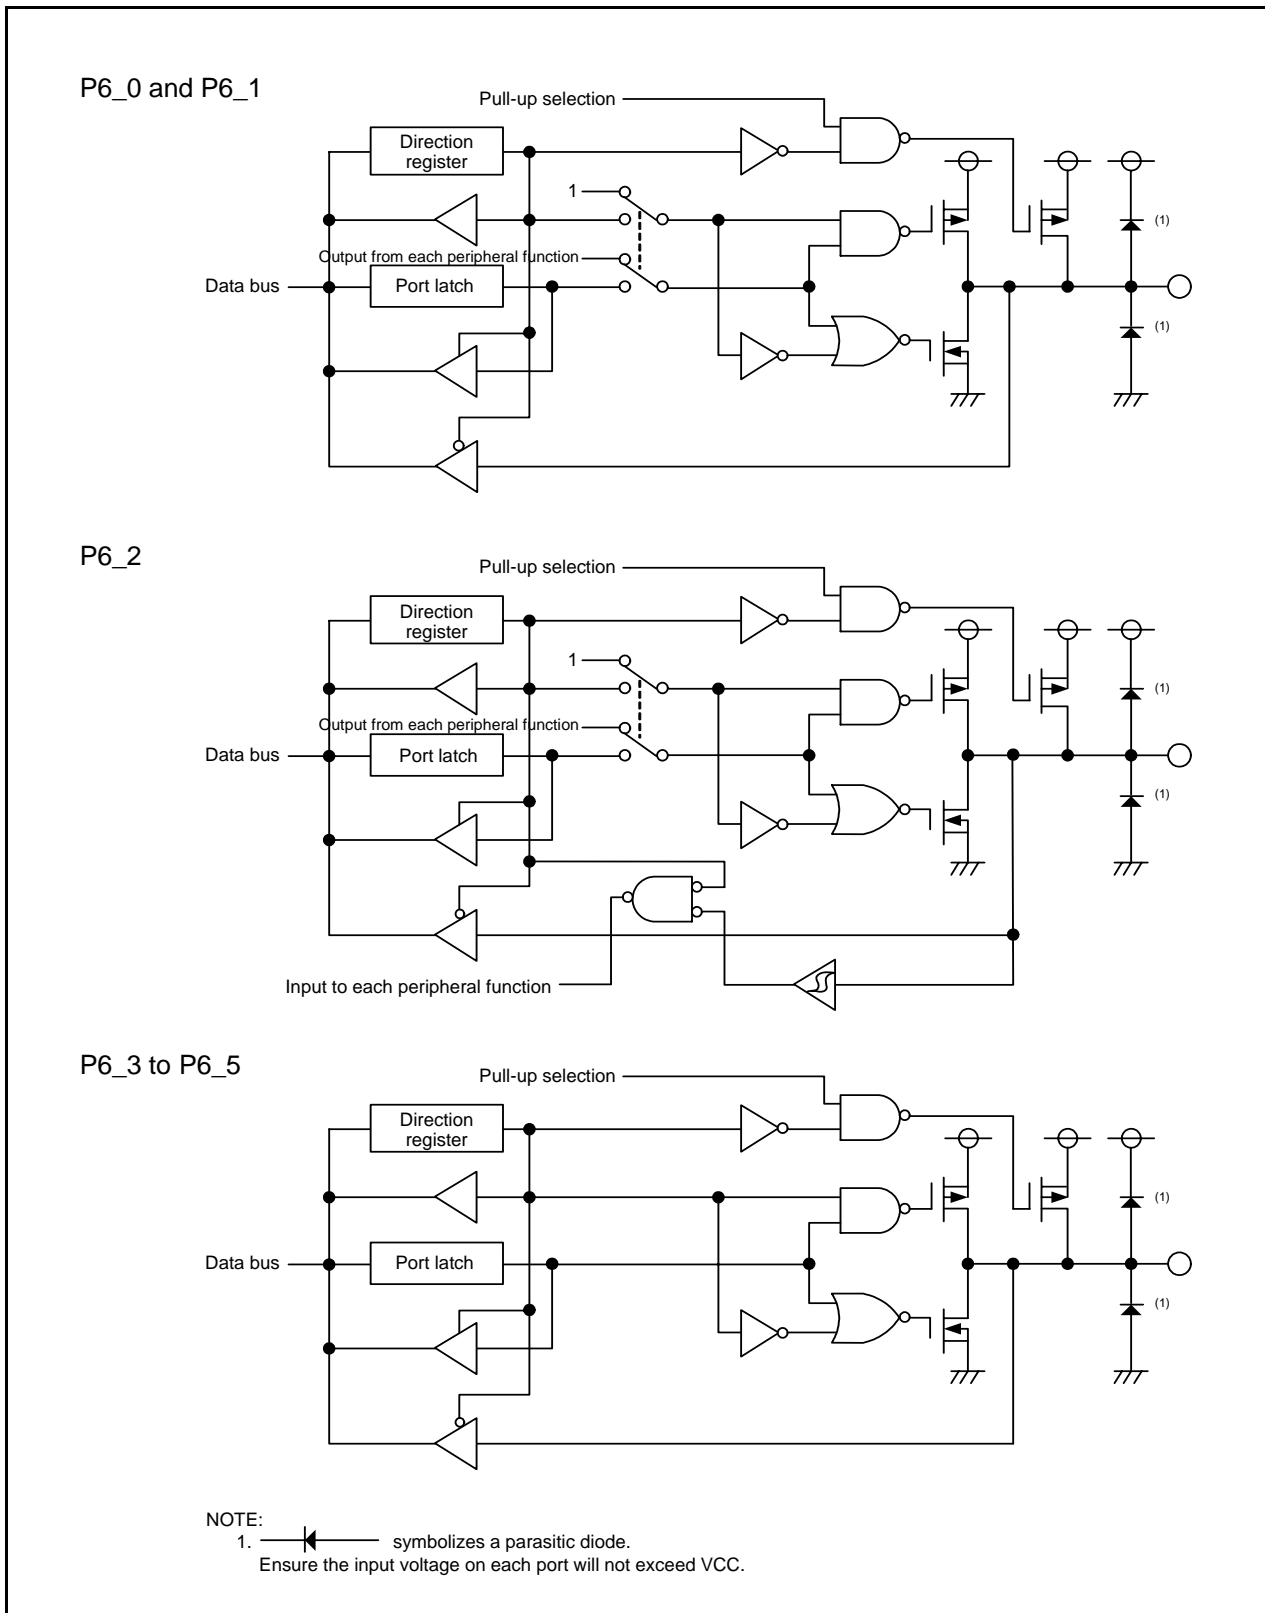 P6_0 and P6_1
Pull-up selection
Direction
register
1
(1)
Output from each peripheral function
Data bus
Port latch
(1)
P6_2
Pull-up selection
Direction
register
1
(1)
Output from each peripheral function
Data bus
Port latch
(1)
Input to each peripheral function
P6_3 to P6_5
Pull-up selection
Direction
register
(1)
Data bus
Port latch
(1)
NOTE:
1. symbolizes a parasitic diode.
Ensure the input voltage on each port will not exceed VCC.